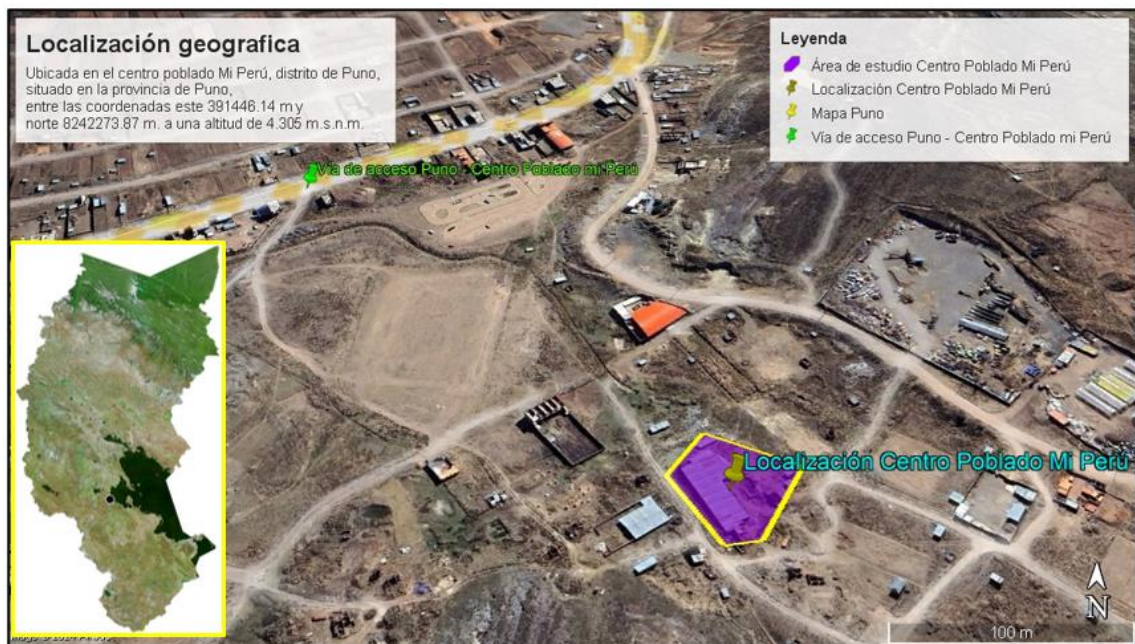 Localización geografica
Ubicada en el centro poblado Mi Perú, distrito de Puno,
situado en la provincia de Puno,
entre las coordenadas este 391446.14 m y
norte 8242273.87 m. a una altitud de 4.305 m.s.n.m.
Leyenda
Área de estudio Centro Poblado Mi Perú
Localización Centro Poblado Mi Perú
Mapa Puno
Vía de acceso Puno - Centro Poblado mi Perú
Vía de acceso Puno - Centro Poblado mi Perú
Localización Centro Poblado Mi Perú
N
100 m